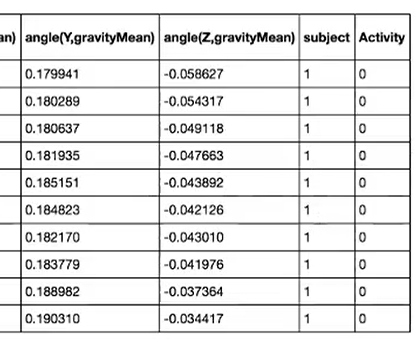 an) angle(Y,gravityMean) angle(Z,gravityMean) subject Activity
0.179941 -0.058627 1 0
0.180289 -0.054317 1 0
0.180637 -0.049118 1 0
0.181935 -0.047663 1 0
0.185151 -0.043892 1 0
0.184823 -0.042126 1 0
0.182170 -0.043010 1 0
0.183779 -0.041976 1 0
0.188982 -0.037364 1 0
0.190310 -0.034417 1 0